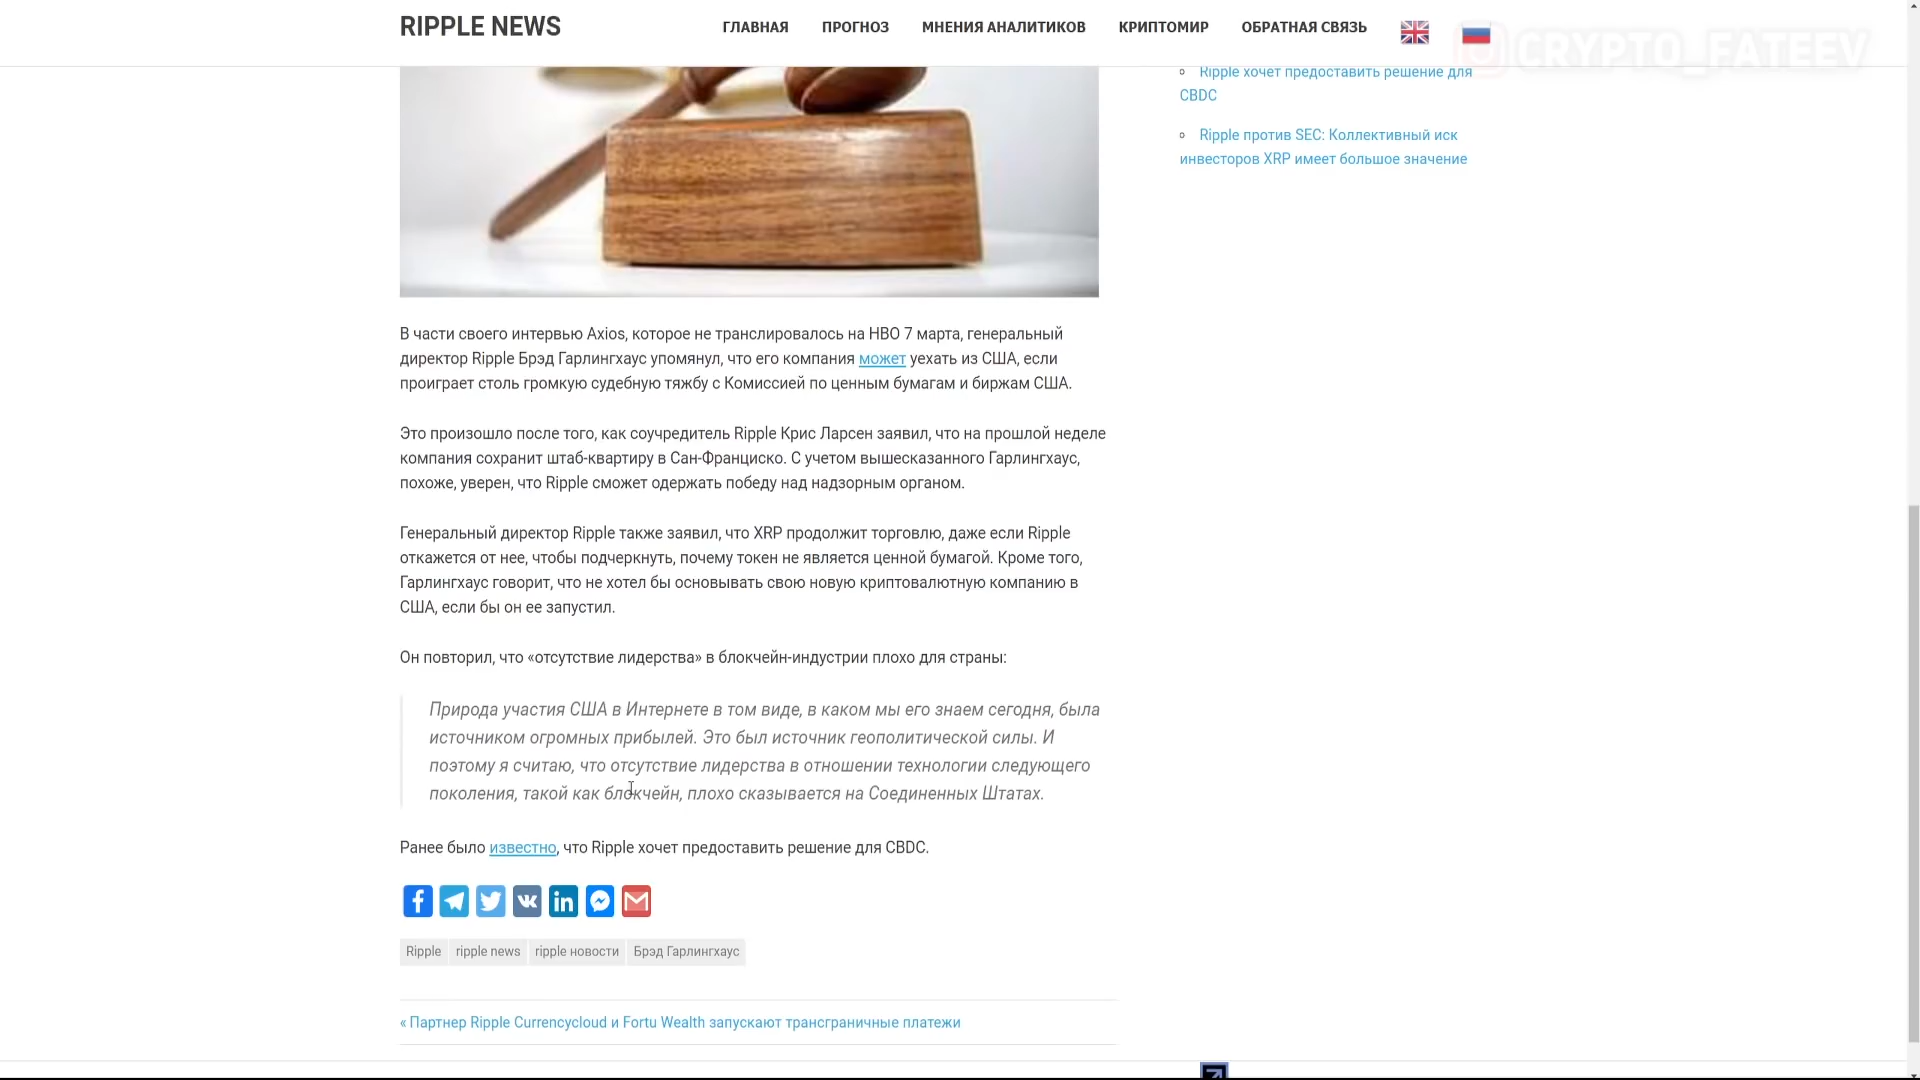 RIPPLE NEWS
ГЛАВНАЯ
ПРОГНОЗ
МНЕНИЯ АНАЛИТИКОВ
КРИПТОМИР
ОБРАТНАЯ СВЯЗЬ
CRYPTO_FATEEV
Ripple хочет предоставить решение для
CBDC
Ripple против SEC: Коллективный иск
инвесторов XRP имеет большое значение
В части своего интервью Axios, которое не транслировалось на HBO 7 марта, генеральный
директор Ripple Брэд Гарлингхаус упомянул, что его компания может уехать из США, если
проиграет столь громкую судебную тяжбу с Комиссией по ценным бумагам и биржам США.
Это произошло после того, как соучредитель Ripple Крис Ларсен заявил, что на прошлой неделе
компания сохранит штаб-квартиру в Сан-Франциско. С учетом вышесказанного Гарлингхаус,
похоже, уверен, что Ripple сможет одержать победу над надзорным органом.
Генеральный директор Ripple также заявил, что XRP продолжит торговлю, даже если Ripple
откажется от нее, чтобы подчеркнуть, почему токен не является ценной бумагой. Кроме того,
Гарлингхаус говорит, что не хотел бы основывать свою новую криптовалютную компанию в
США, если бы он ее запустил.
Он повторил, что «отсутствие лидерства» в блокчейн-индустрии плохо для страны:
Природа участия США в Интернете в том виде, в каком мы его знаем сегодня, была
источником огромных прибылей. Это был источник геополитической силы. И
поэтому я считаю, что отсутствие лидерства в отношении технологии следующего
поколения, такой как блокчейн, плохо сказывается на Соединенных Штатах.
Ранее было известно, что Ripple хочет предоставить решение для CBDC.
Ripple
ripple news
ripple новости
Брэд Гарлингхаус
« Партнер Ripple Currencycloud и Fortu Wealth запускают трансграничные платежи